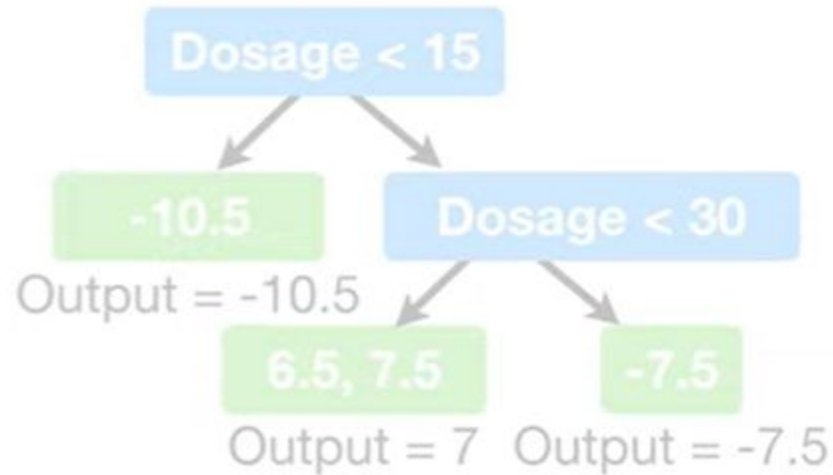 Dosage < 15
-10.5
Dosage < 30
Output = -10.5
6.5, 7.5
-7.5
Output = 7
Output = -7.5